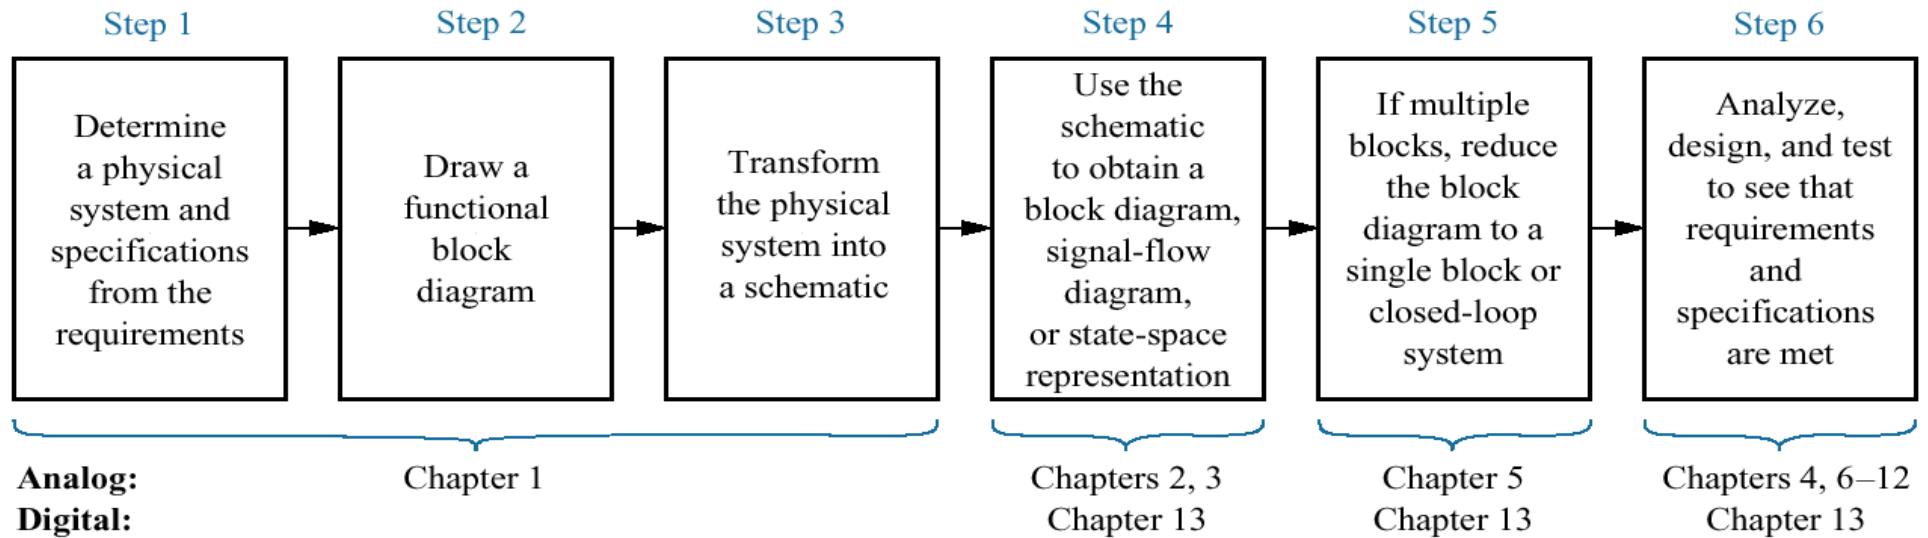 Step 1
Determine
a physical
system and
specifications
from the
requirements
Step 2
Draw a
functional
block
diagram
Step 3
Transform
the physical
system into
a schematic
Step 4
Use the
schematic
to obtain a
block diagram,
signal-flow
diagram,
or state-space
representation
Step 5
If multiple
blocks, reduce
the block
diagram to a
single block or
closed-loop
system
Step 6
Analyze,
design, and test
to see that
requirements
and
specifications
are met
Analog: Chapter 1 Chapters 2, 3 Chapter 5 Chapters 4, 6–12
Digital: Chapter 13 Chapter 13 Chapter 13